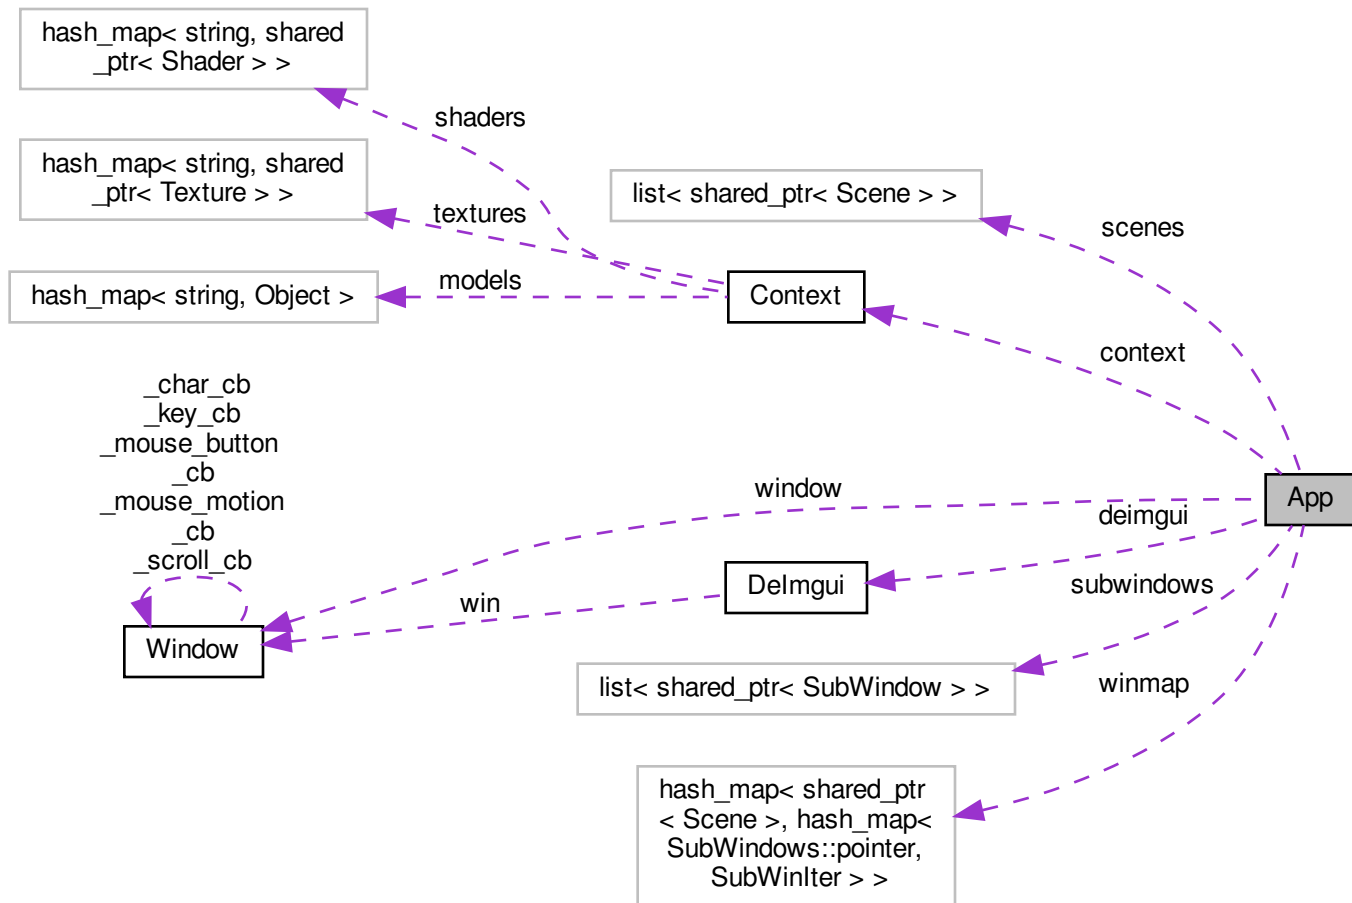 hash_map< string, shared
_ptr< Shader > >
shaders
hash_map< string, shared
_ptr< Texture > >
textures
list< shared_ptr< Scene > >
scenes
hash_map< string, Object >
models
Context
context
_char_cb
_key_cb
_mouse_button
_cb
_mouse_motion
_cb
_scroll_cb
window
App
deimgui
DeImgui
subwindows
win
Window
list< shared_ptr< SubWindow > >
winmap
hash_map< shared_ptr
< Scene >, hash_map<
SubWindows::pointer,
SubWinIter > >